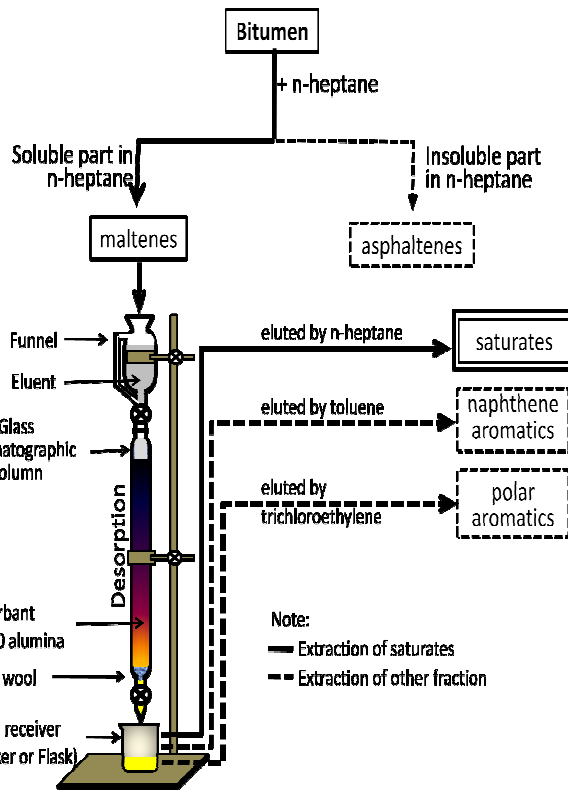 Bitumen
+ n-heptane
Soluble part in
n-heptane
Insoluble part
in n-heptane
maltenes
asphaltenes
Funnel
Eluent
Glass
matographic
olumn
Desorption
rbant
0 alumina
wool
receiver
er or Flask)
eluted by n-heptane
saturates
eluted by toluene
naphthene
aromatics
eluted by
trichloroethylene
polar
aromatics
Note:
Extraction of saturates
Extraction of other fraction